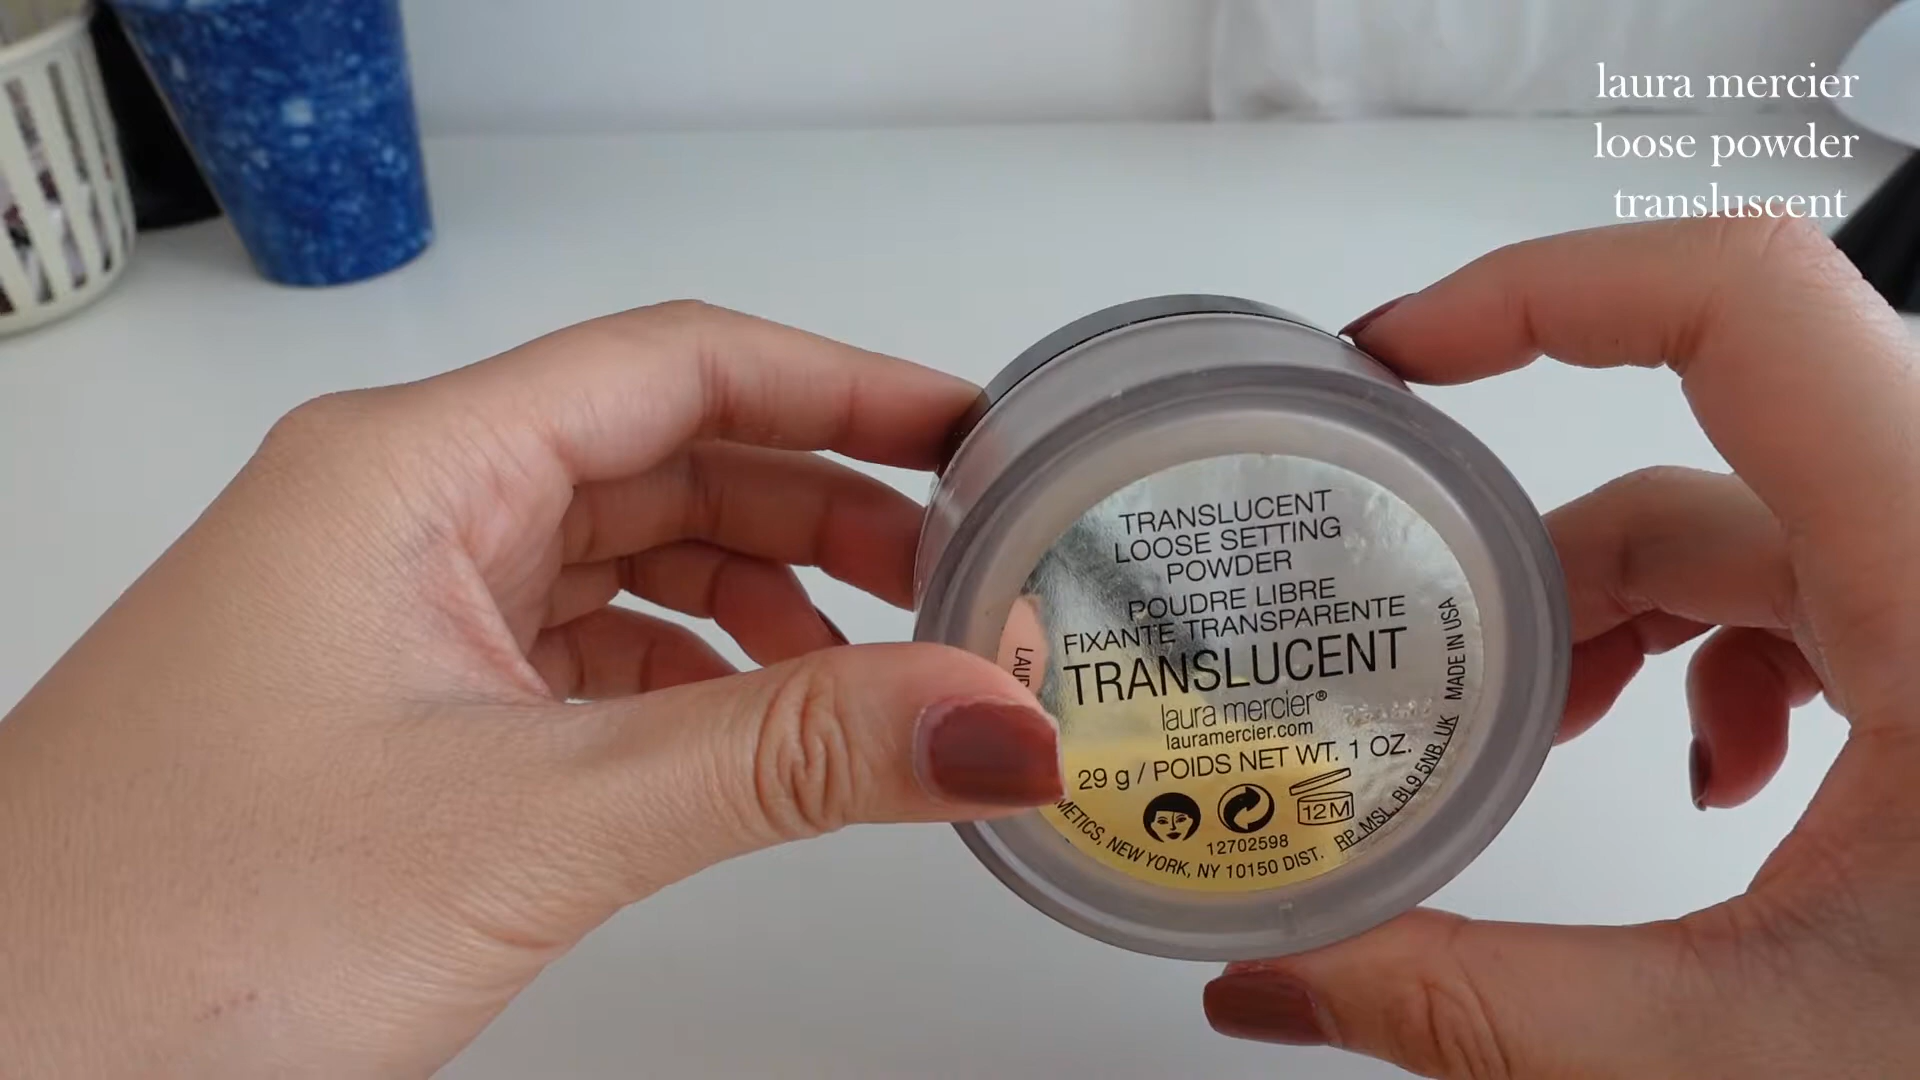 laura mercier
loose powder
transluscent
TRANSLUCENT
LOOSE SETTING
POWDER
POUDRE LIBRE
FIXANTE TRANSPARENTE
TRANSLUCENT
laura mercier®
lauramercier.com
29 g / POIDS NET WT. 1 OZ.
12M
12702598
NEW YORK, NY 10150 DIST. RP, MSL, BL9 5NB, UK MADE IN USA